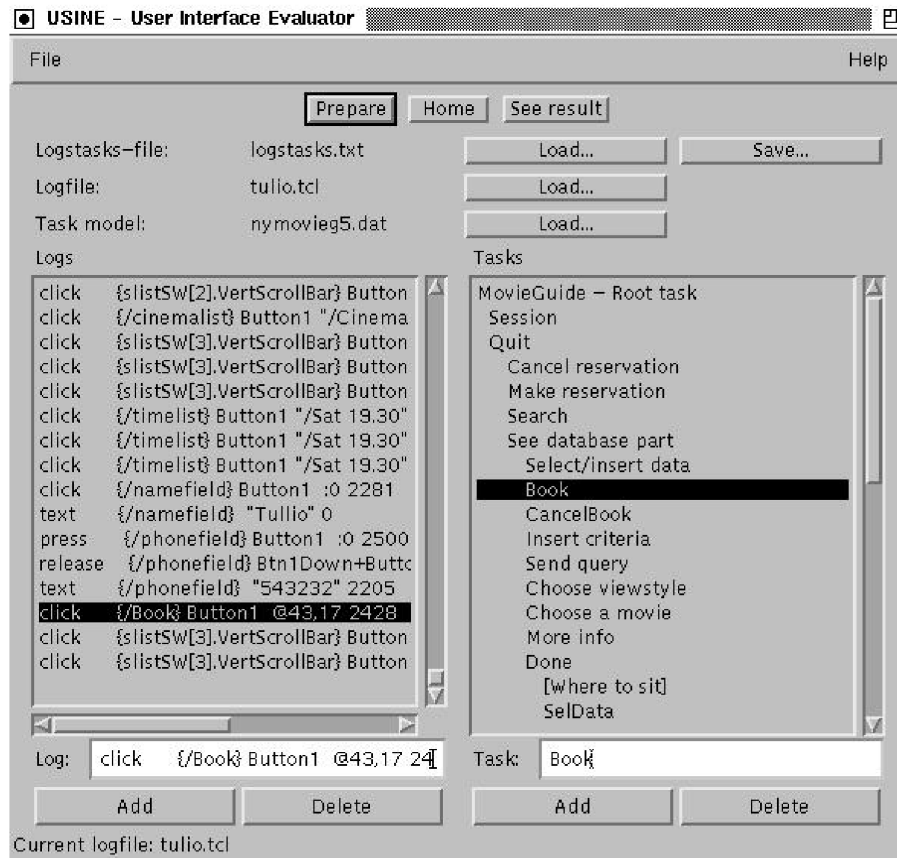 USINE - User Interface Evaluator
File Help
Prepare Home See result
Logstasks-file: logstasks.txt Load... Save...
Logfile: tulio.tcl Load...
Task model: nymovieg5.dat Load...
Logs
click {slistSW[2].VertScrollBar} Button
click {/cinemalist} Button1 "/Cinema
click {slistSW[3].VertScrollBar} Button
click {slistSW[3].VertScrollBar} Button
click {slistSW[3].VertScrollBar} Button
click {/timelist} Button1 "/Sat 19.30"
click {/timelist} Button1 "/Sat 19.30"
click {/timelist} Button1 "/Sat 19.30"
click {/namefield} Button1 :0 2281
text {/namefield} "Tullio" 0
press {/phonefield} Button1 :0 2500
release {/phonefield} Btn1Down+Butto
text {/phonefield} "543232" 2205
click {/Book} Button1 @43,17 2428
click {slistSW[3].VertScrollBar} Button
click {slistSW[3].VertScrollBar} Button
Log: click {/Book} Button1 @43,17 24
Add Delete
Tasks
MovieGuide - Root task
Session
Quit
Cancel reservation
Make reservation
Search
See database part
Select/insert data
Book
CancelBook
Insert criteria
Send query
Choose viewstyle
Choose a movie
More info
Done
[Where to sit]
SelData
Task: Book
Add Delete
Current logfile: tulio.tcl